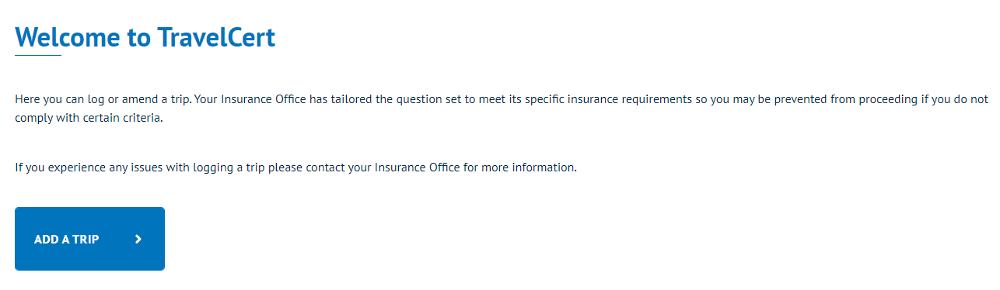 Welcome to TravelCert
Here you can log or amend a trip. Your Insurance Office has tailored the question set to meet its specific insurance requirements so you may be prevented from proceeding if you do not
comply with certain criteria.
If you experience any issues with logging a trip please contact your Insurance Office for more information.
ADD A TRIP